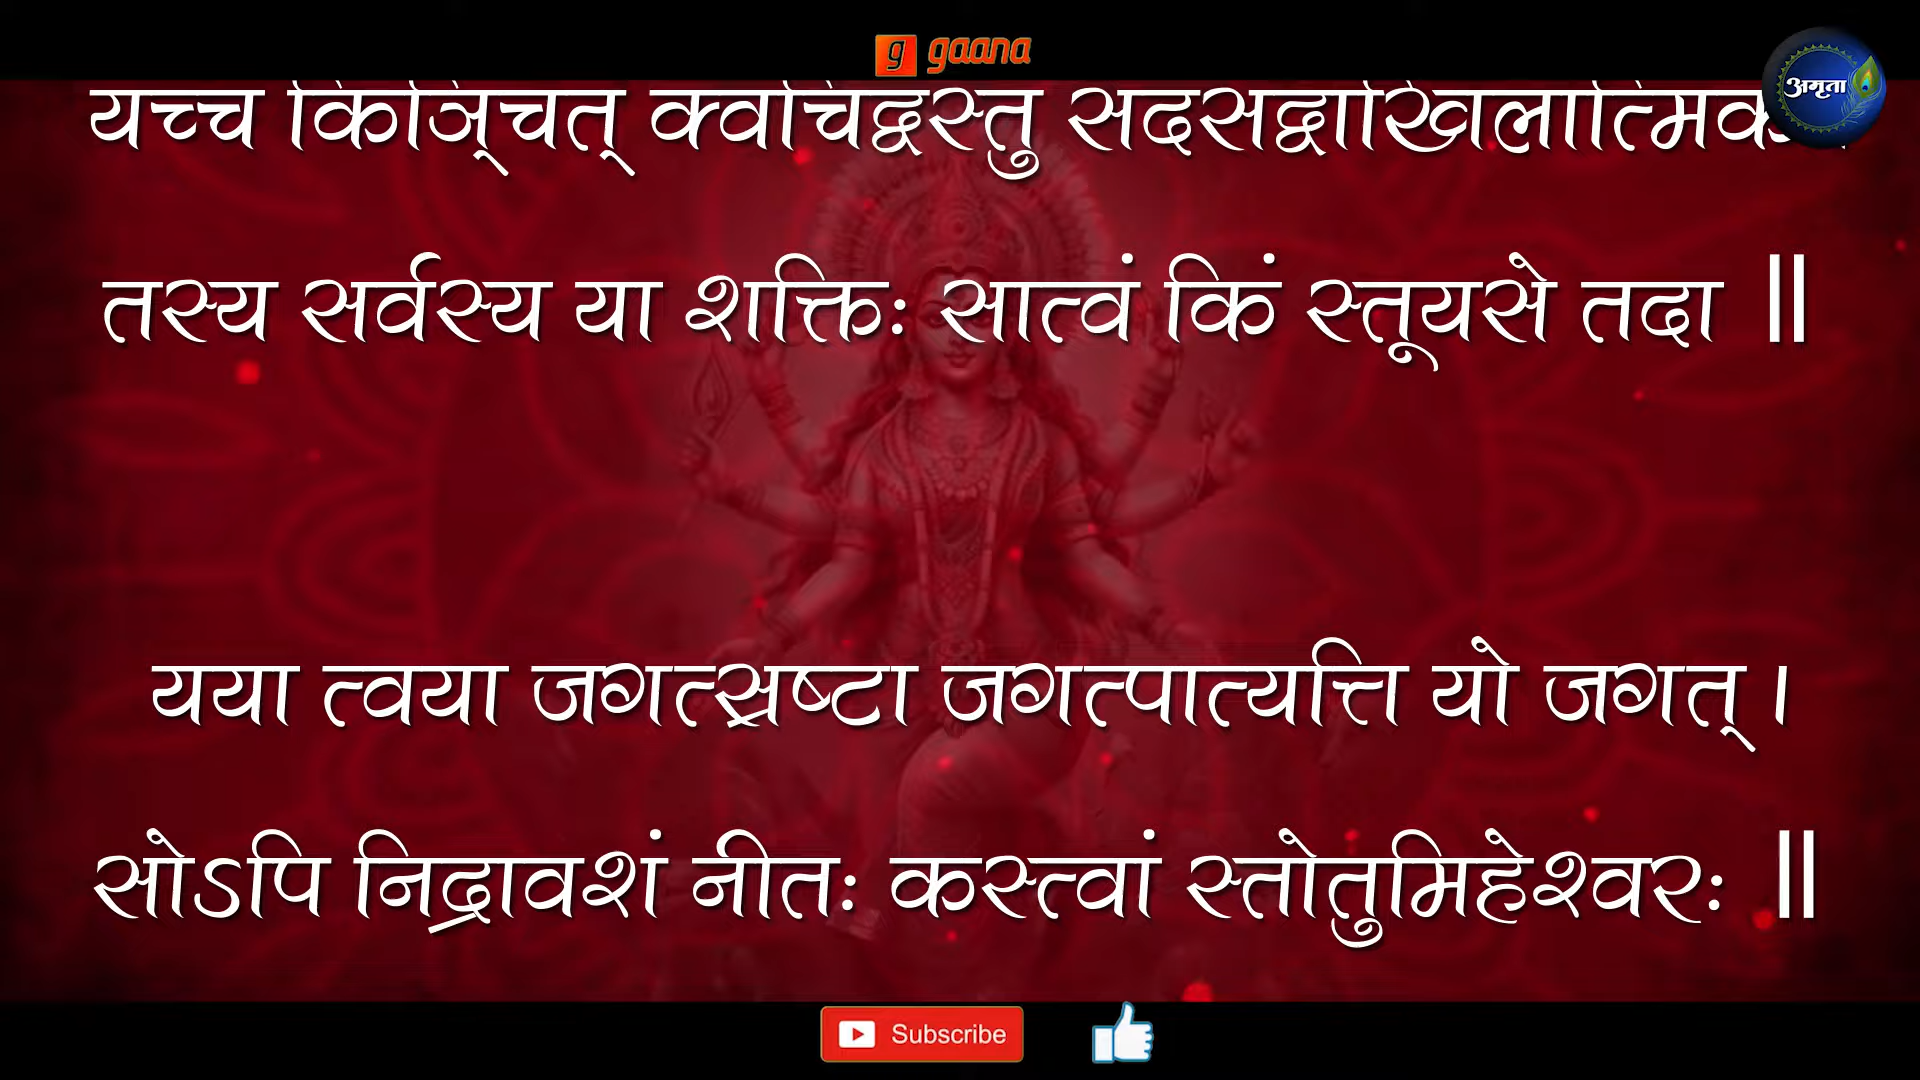 gaana
अमृता
यच्च किञ्चित् क्वचिद्वस्तु
तस्य सर्वस्य या शक्तिः सात्वं किं स्तूयसे तदा ॥
यया त्वया जगत्स्रष्टा जगत्पात्यत्ति यो जगत् ।
सोऽपि निद्रावशं नीतः कस्त्वां स्तोतुमिहेश्वरः ॥
Subscribe